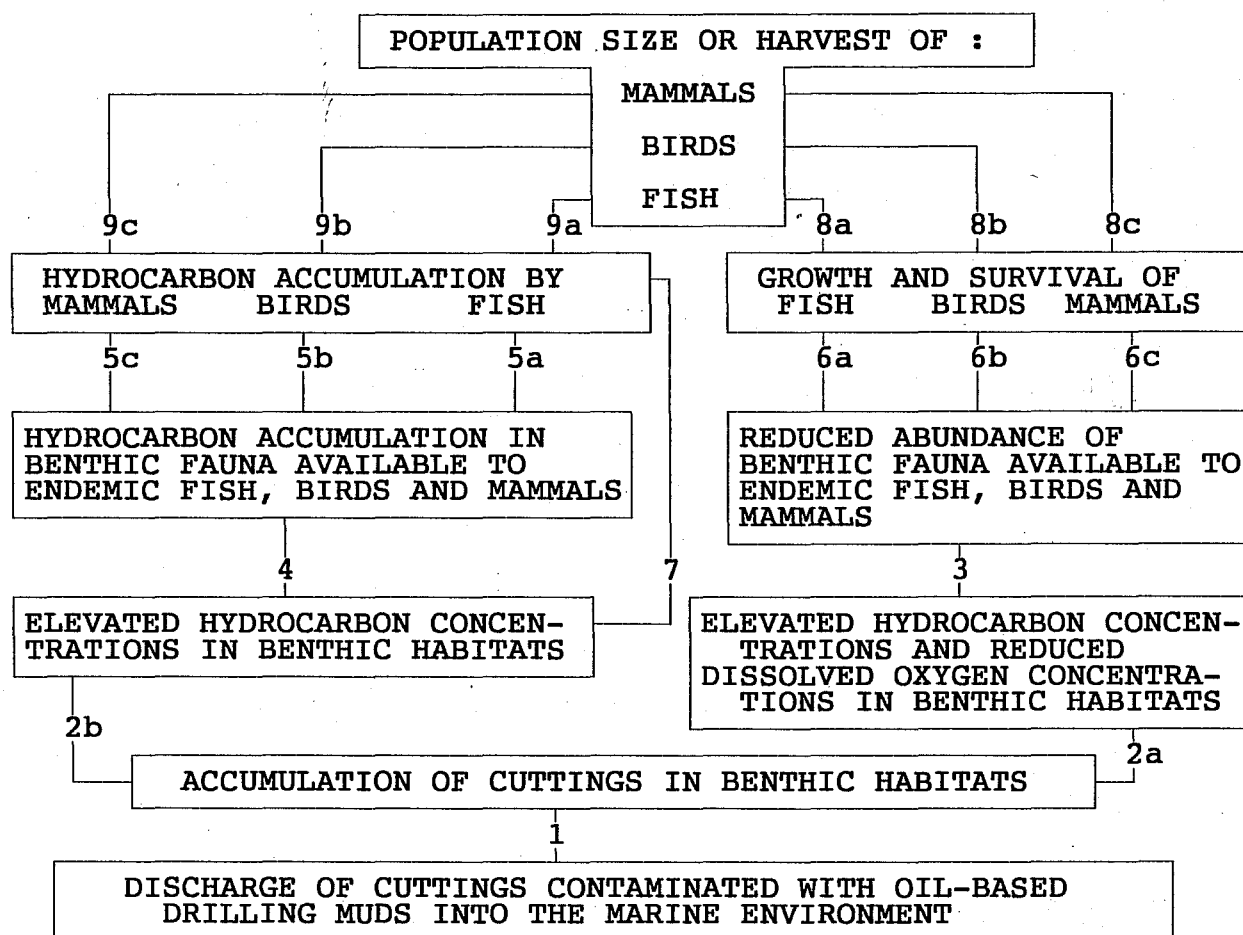 POPULATION SIZE OR HARVEST OF :
MAMMALS
BIRDS
FISH
9c 9b 9a 8a 8b 8c
HYDROCARBON ACCUMULATION BY
MAMMALS BIRDS FISH
GROWTH AND SURVIVAL OF
FISH BIRDS MAMMALS
5c 5b 5a 6a 6b 6c
HYDROCARBON ACCUMULATION IN
BENTHIC FAUNA AVAILABLE TO
ENDEMIC FISH, BIRDS AND MAMMALS
REDUCED ABUNDANCE OF
BENTHIC FAUNA AVAILABLE TO
ENDEMIC FISH, BIRDS AND
MAMMALS
4 7 3
ELEVATED HYDROCARBON CONCEN-
TRATIONS IN BENTHIC HABITATS
ELEVATED HYDROCARBON CONCEN-
TRATIONS AND REDUCED
DISSOLVED OXYGEN CONCENTRA-
TIONS IN BENTHIC HABITATS
2b 2a
ACCUMULATION OF CUTTINGS IN BENTHIC HABITATS
1
DISCHARGE OF CUTTINGS CONTAMINATED WITH OIL-BASED
DRILLING MUDS INTO THE MARINE ENVIRONMENT